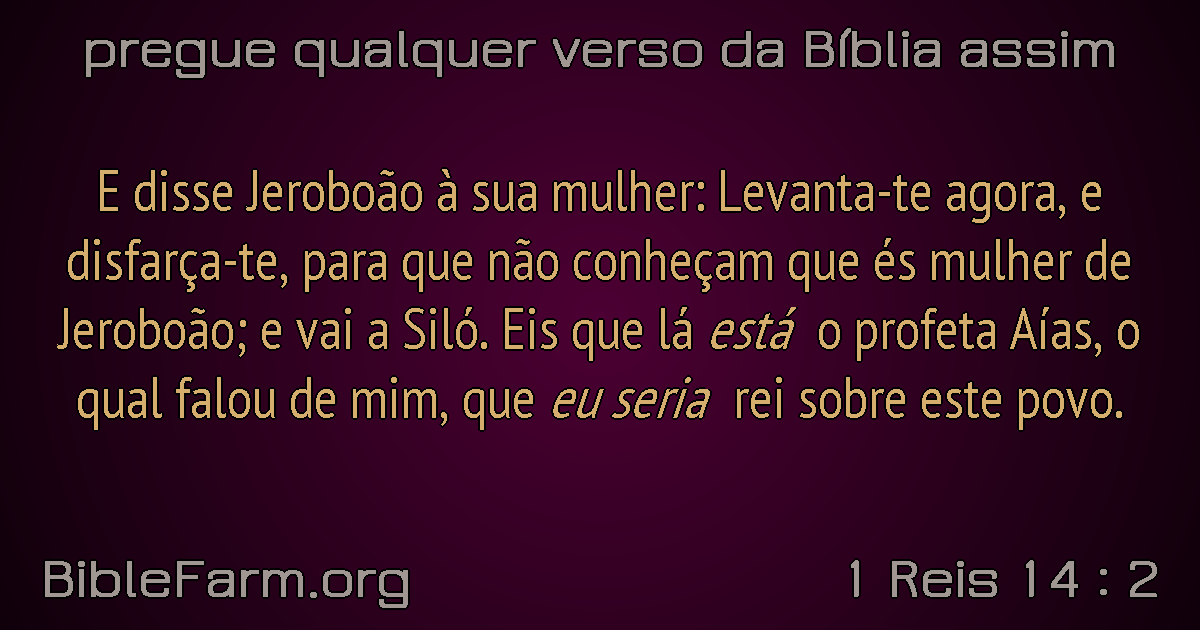 pregue qualquer verso da Bíblia assim
E disse Jeroboão à sua mulher: Levanta-te agora, e
disfarça-te, para que não conheçam que és mulher de
Jeroboão; e vai a Siló. Eis que lá está o profeta Aías, o
qual falou de mim, que eu seria rei sobre este povo.
BibleFarm.org
1 Reis 14 : 2